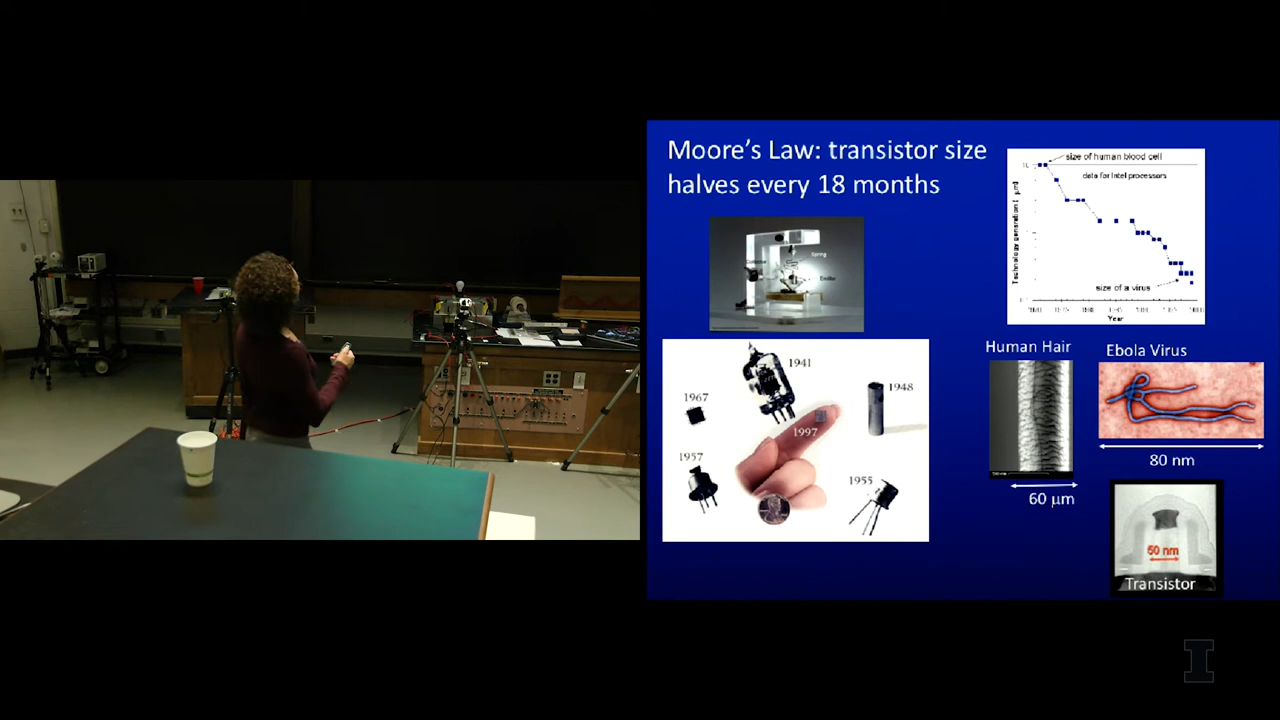 Moore's Law: transistor size
halves every 18 months
size of human blood cell
data for Intel processors
size of a virus
Year
Spring
1941
1948
1967
1997
1957
1955
Human Hair
Ebola Virus
80 nm
60 μm
50 nm
Transistor
I